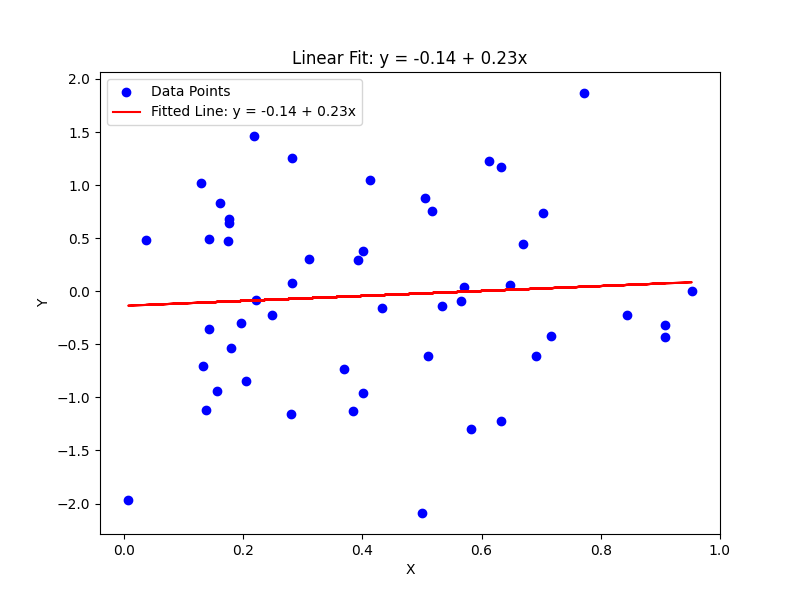 Linear Fit: y = -0.14 + 0.23x
Data Points
Fitted Line: y = -0.14 + 0.23x
2.0
1.5
1.0
0.5
0.0
−0.5
−1.0
−1.5
−2.0
Y
0.0 0.2 0.4 0.6 0.8 1.0
X